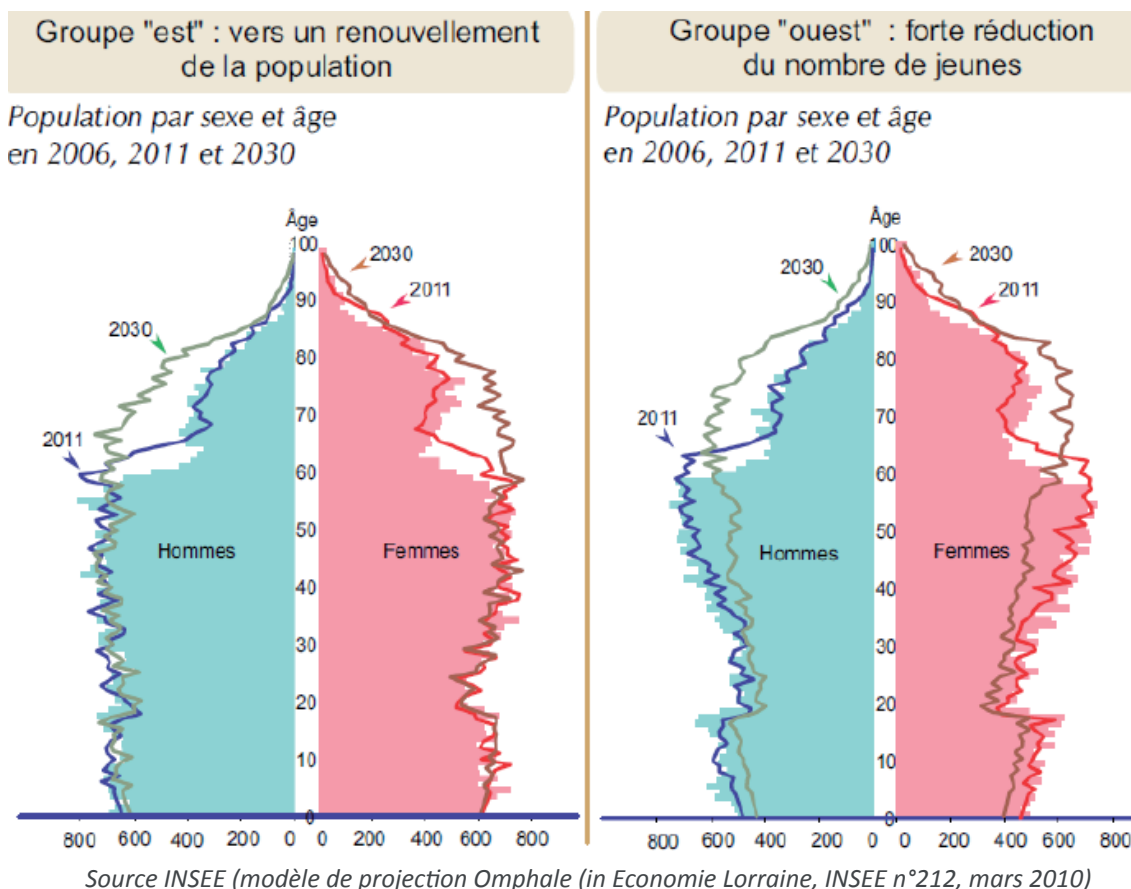 Groupe "est" : vers un renouvellement
de la population
Population par sexe et âge
en 2006, 2011 et 2030
Âge
100
90
80
70
60
50
40
30
20
10
0
2030
2011
2030
2011
Hommes
Femmes
800 600 400 200 0
0 200 400 600 800
Groupe "ouest" : forte réduction
du nombre de jeunes
Population par sexe et âge
en 2006, 2011 et 2030
Âge
100
90
80
70
60
50
40
30
20
10
0
2030
2011
2030
2011
Hommes
Femmes
800 600 400 200 0
0 200 400 600 800
Source INSEE (modèle de projection Omphale (in Economie Lorraine, INSEE n°212, mars 2010)